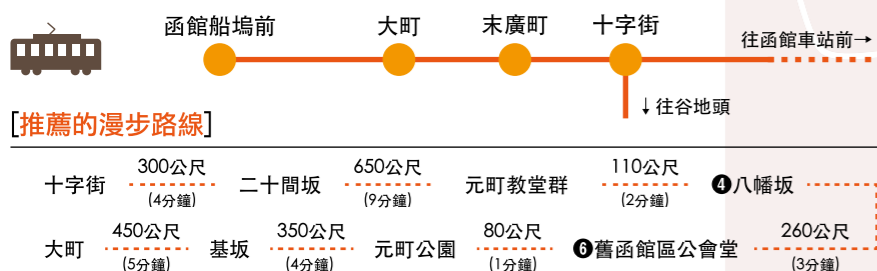 函館船塢前 大町 末廣町 十字街
往函館車站前→
↓往谷地頭
[推薦的漫步路線]
十字街 300公尺 (4分鐘) 二十間坂 650公尺 (9分鐘) 元町教堂群 110公尺 (2分鐘) ❹八幡坂
大町 450公尺 (5分鐘) 基坂 350公尺 (4分鐘) 元町公園 80公尺 (1分鐘) ❻舊函館區公會堂 260公尺 (3分鐘)